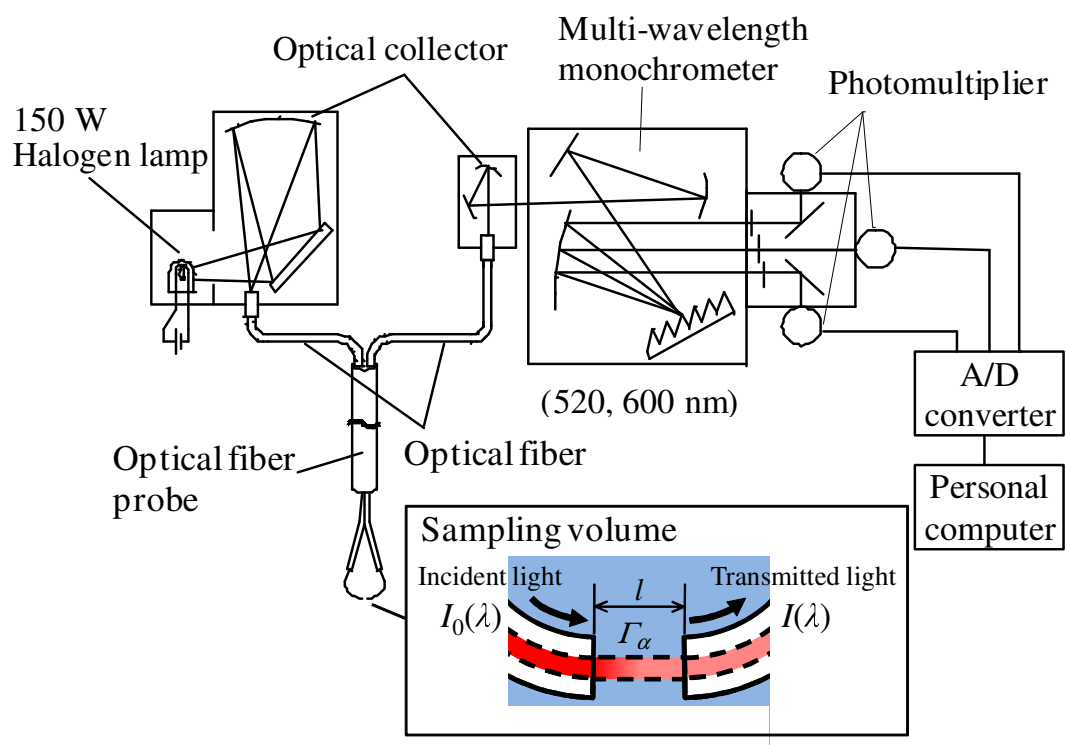 Multi-wavelength
monochrometer
Optical collector
Photomultiplier
150 W
Halogen lamp
(520, 600 nm)
A/D
converter
Optical fiber
probe
Optical fiber
Personal
computer
Sampling volume
Incident light
l
Transmitted light
I₀(λ)
Γα
I(λ)